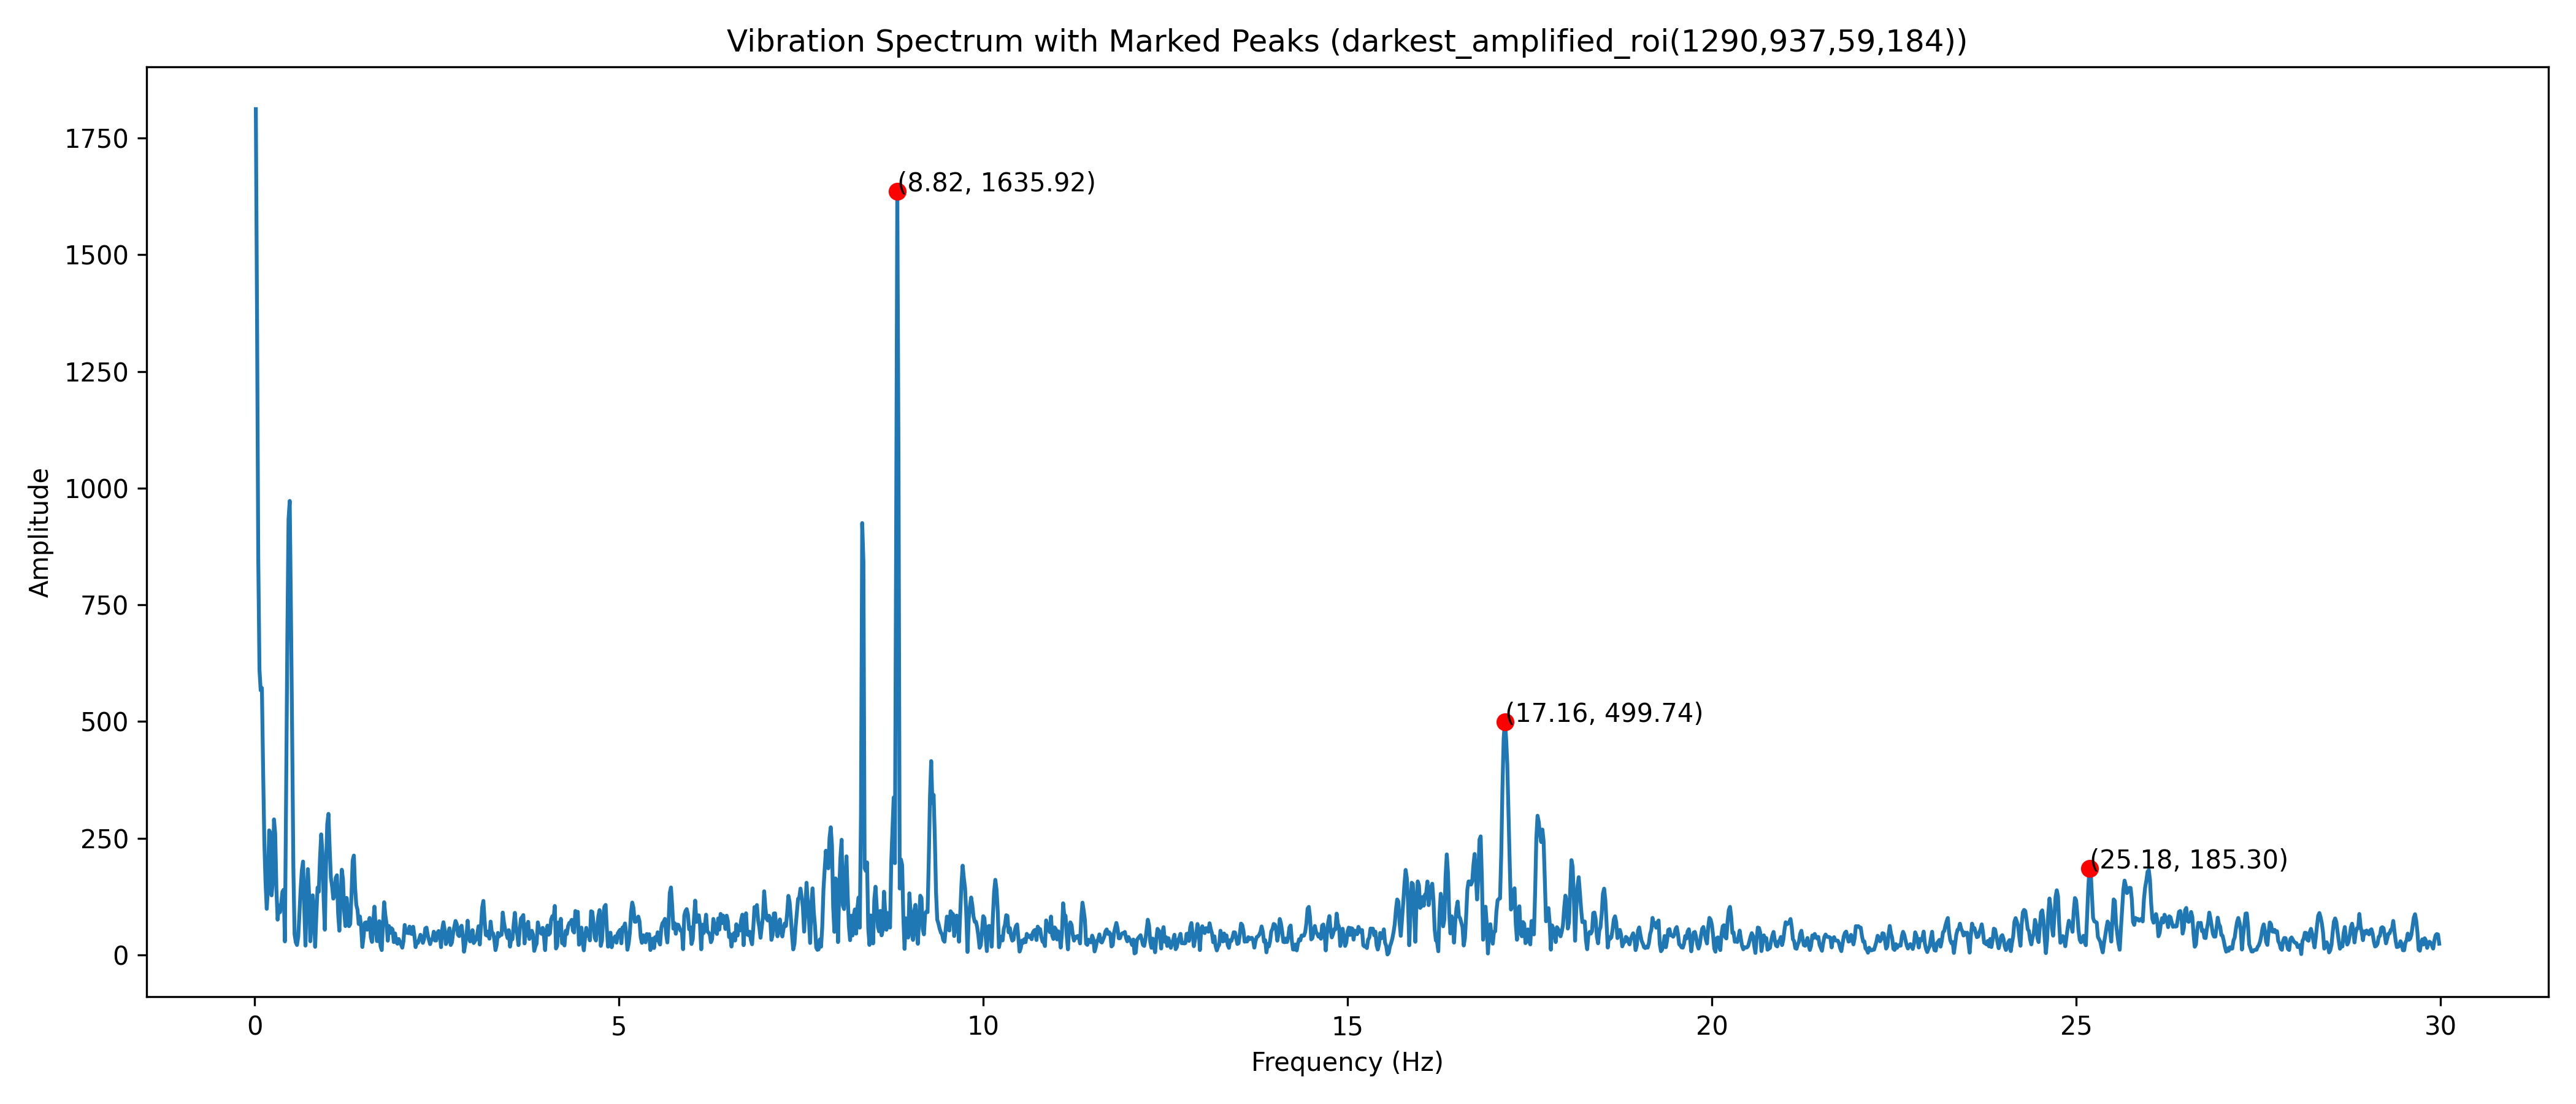 Vibration Spectrum with Marked Peaks (darkest_amplified_roi(1290,937,59,184))
Amplitude
1750
1500
1250
1000
750
500
250
0
(8.82, 1635.92)
(17.16, 499.74)
(25.18, 185.30)
0 5 10 15 20 25 30
Frequency (Hz)